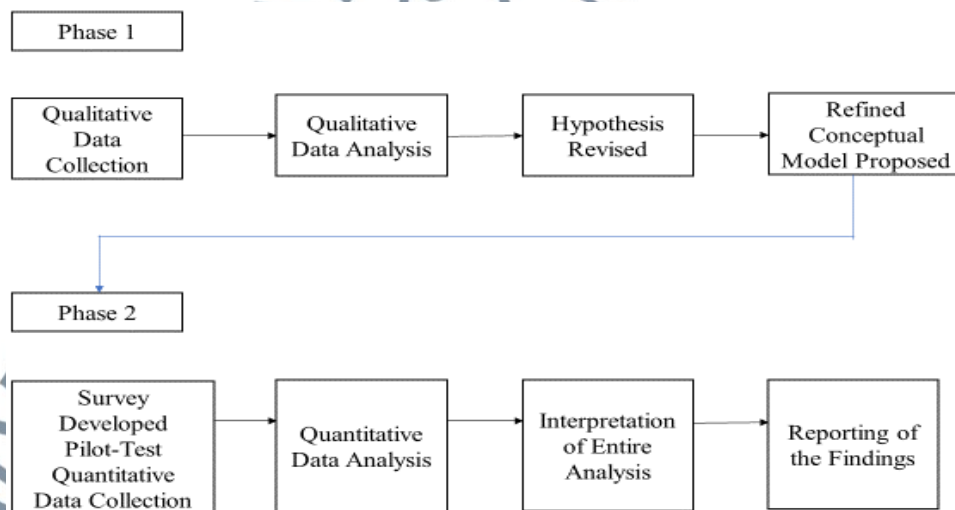 Phase 1
Qualitative
Data
Collection
Qualitative
Data Analysis
Hypothesis
Revised
Refined
Conceptual
Model Proposed
Phase 2
Survey
Developed
Pilot-Test
Quantitative
Data Collection
Quantitative
Data Analysis
Interpretation
of Entire
Analysis
Reporting of
the Findings